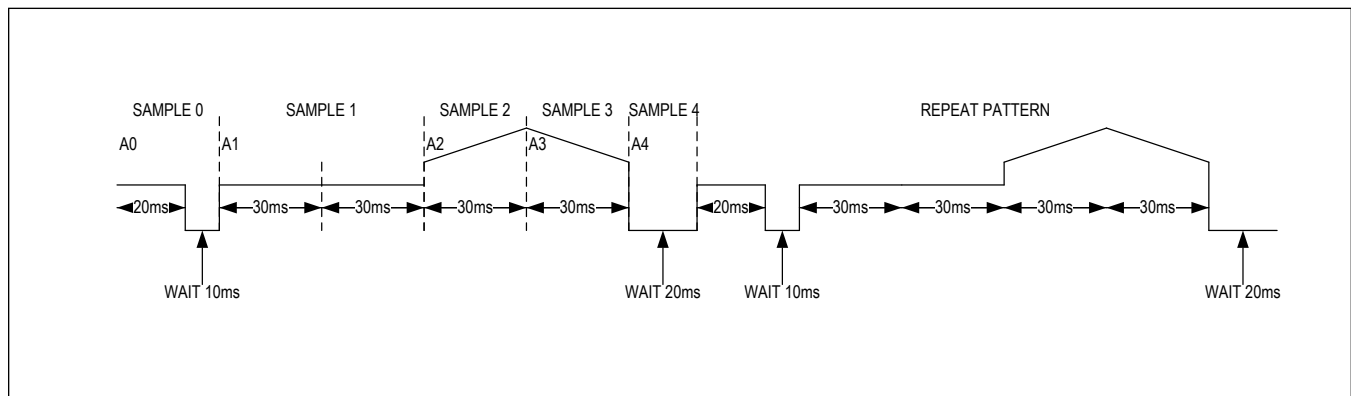 SAMPLE 0 SAMPLE 1 SAMPLE 2 SAMPLE 3 SAMPLE 4 REPEAT PATTERN
A0 A1 A2 A3 A4
20ms 30ms 30ms 30ms 30ms 20ms 30ms 30ms 30ms 30ms
WAIT 10ms WAIT 20ms WAIT 10ms WAIT 20ms